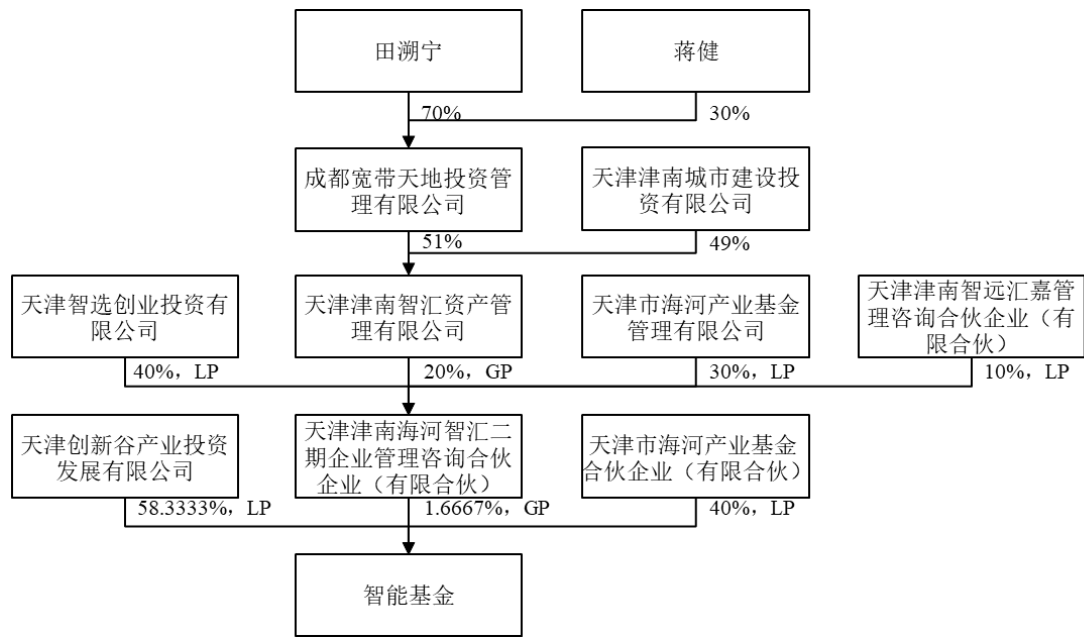 田溯宁
蒋健
70%
30%
成都宽带天地投资管
理有限公司
天津津南城市建设投
资有限公司
51%
49%
天津智选创业投资有
限公司
天津津南智汇资产管
理有限公司
天津市海河产业基金
管理有限公司
天津津南智远汇嘉管
理咨询合伙企业（有
限合伙）
40%，LP
20%，GP
30%，LP
10%，LP
天津创新谷产业投资
发展有限公司
天津津南海河智汇二
期企业管理咨询合伙
企业（有限合伙）
天津市海河产业基金
合伙企业（有限合伙）
58.3333%，LP
1.6667%，GP
40%，LP
智能基金